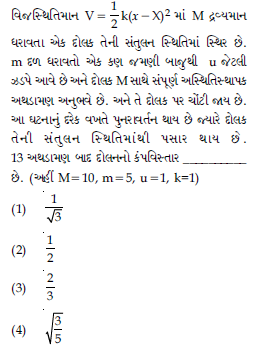 વિજસ્થિતિમાન V = \frac{1}{2} k(x − X)² માં M દ્રવ્યમાન
ધરાવતા એક દોલક તેની સંતુલન સ્થિતિમાં સ્થિર છે.
m દળ ધરાવતો એક કણ જમણી બાજુથી u જેટલી
ઝડપે આવે છે અને દોલક M સાથે સંપૂર્ણ અસ્થિતિસ્થાપક
અથડામણ અનુભવે છે. અને તે દોલક પર ચોંટી જાય છે.
આ ઘટનાનું દરેક વખતે પુનરાવર્તન થાય છે જ્યારે દોલક
તેની સંતુલન સ્થિતિમાંથી પસાર થાય છે.
13 અથડામણ બાદ દોલનનો કંપવિસ્તાર __________
છે. (અહીં M=10, m=5, u=1, k=1)
(1) \frac{1}{\sqrt{3}}
(2) \frac{1}{2}
(3) \frac{2}{3}
(4) \sqrt{\frac{3}{5}}